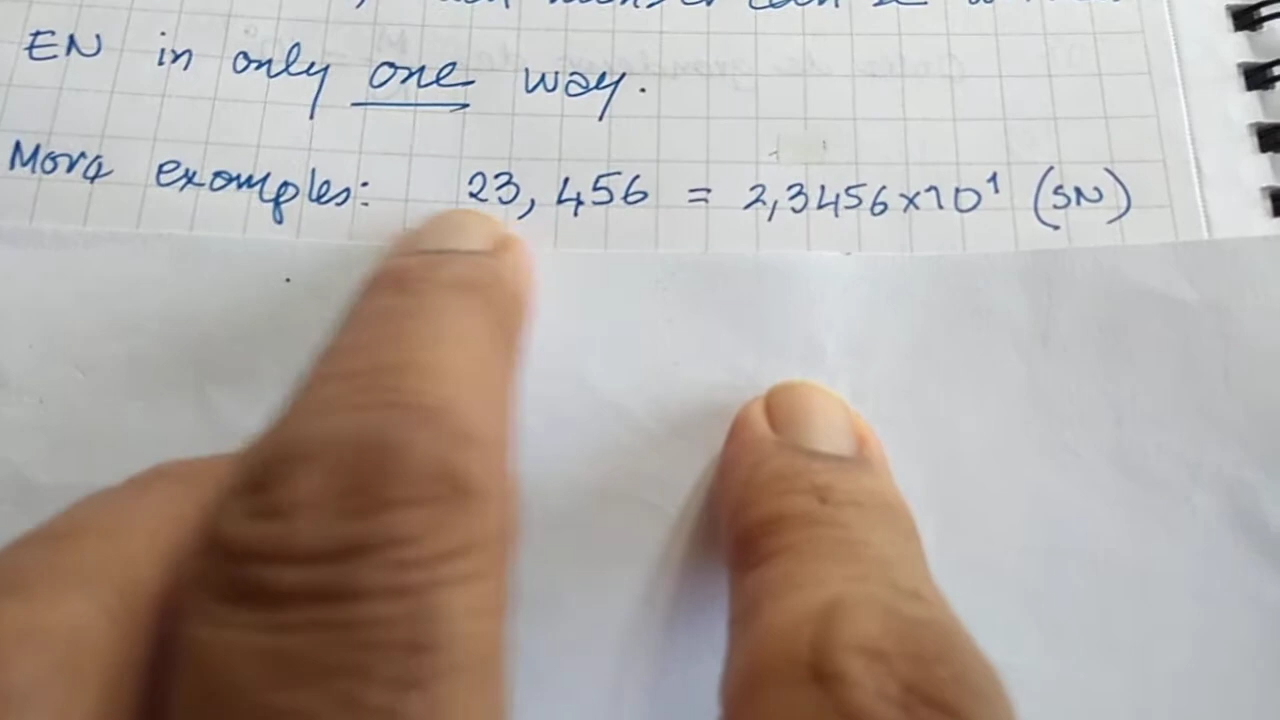 EN in only one way.
More examples: 23,456 = 2,3456×10¹ (SN)